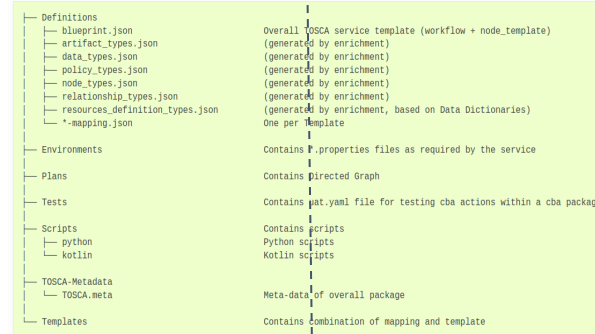 ├── Definitions
│   ├── blueprint.json                          Overall TOSCA service template (workflow + node_template)
│   ├── artifact_types.json                     (generated by enrichment)
│   ├── data_types.json                         (generated by enrichment)
│   ├── policy_types.json                       (generated by enrichment)
│   ├── node_types.json                         (generated by enrichment)
│   ├── relationship_types.json                 (generated by enrichment)
│   ├── resources_definition_types.json         (generated by enrichment, based on Data Dictionaries)
│   └── *-mapping.json                          One per Template
│
├── Environments                                Contains *.properties files as required by the service
│
├── Plans                                       Contains Directed Graph
│
├── Tests                                       Contains uat.yaml file for testing cba actions within a cba packag
│
├── Scripts                                     Contains scripts
│   ├── python                                  Python scripts
│   └── kotlin                                  Kotlin scripts
│
├── TOSCA-Metadata
│   └── TOSCA.meta                              Meta-data of overall package
│
└── Templates                                   Contains combination of mapping and template